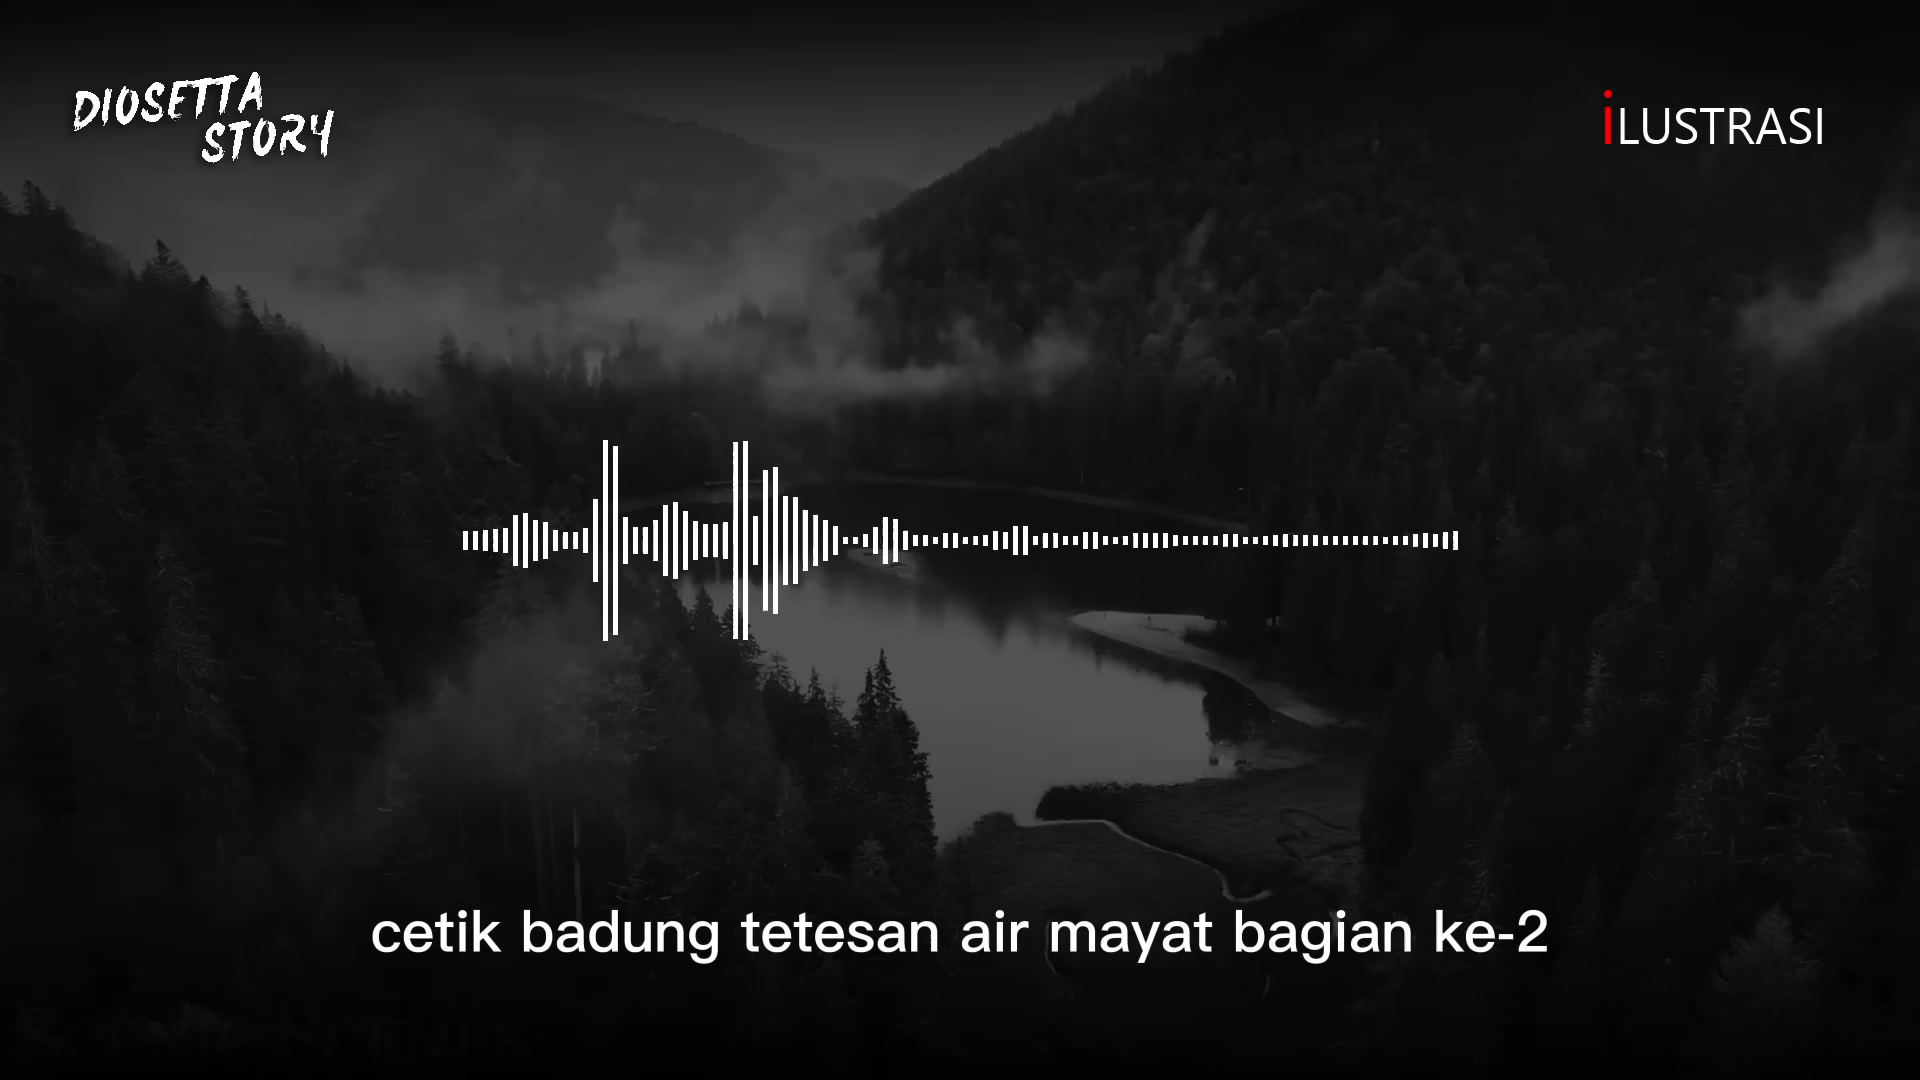 DIOSETTA
STORY
iLUSTRASI
cetik badung tetesan air mayat bagian ke-2